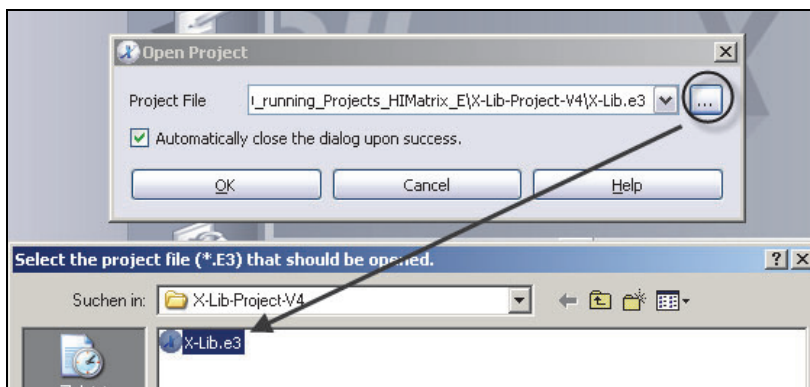 Open Project
Project File
_running_Projects_HIMatrix_E\X-Lib-Project-V4\X-Lib.e3
...
Automatically close the dialog upon success.
OK
Cancel
Help
Select the project file (*.E3) that should be opened.
Suchen in:
X-Lib-Project-V4
X-Lib.e3